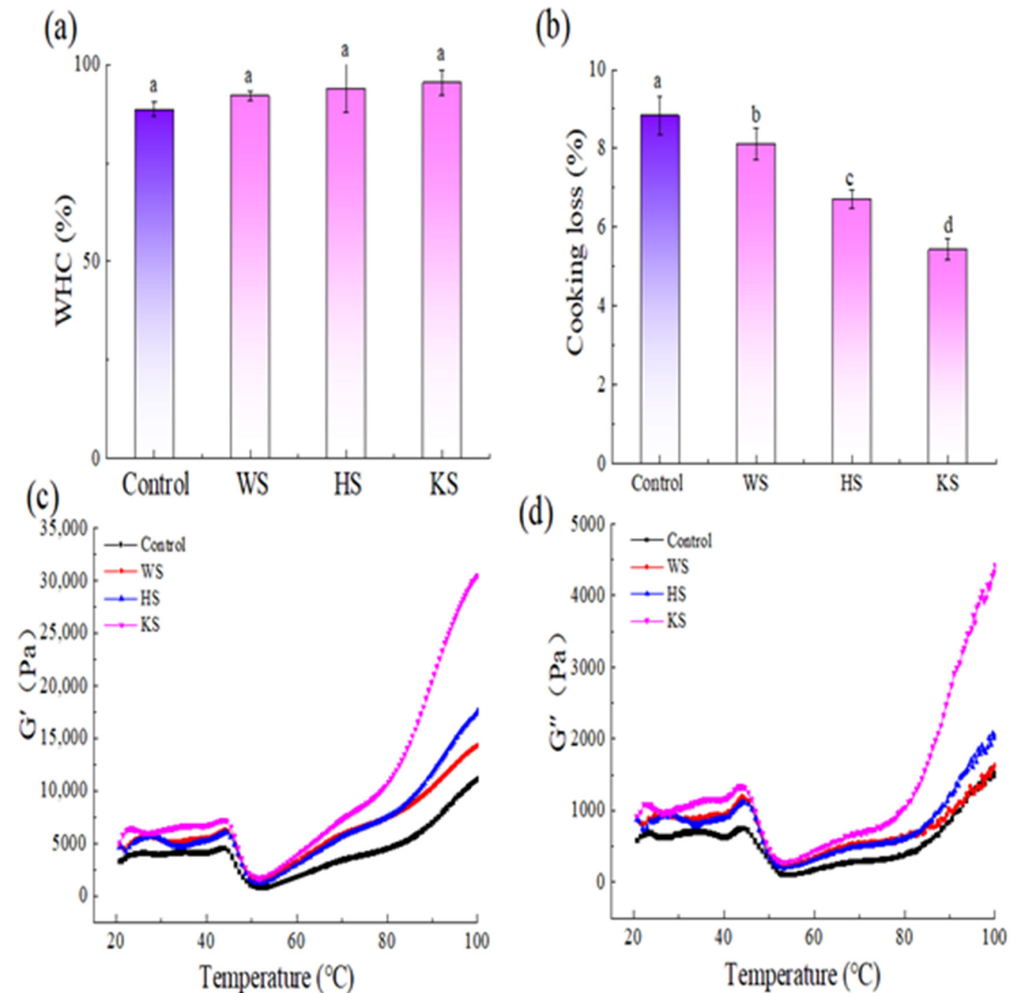 (a)
WHC (%)
100
50
0
a
a
a
a
Control
WS
HS
KS
(b)
Cooking loss (%)
10
8
6
4
2
0
a
b
c
d
Control
WS
HS
KS
(c)
G′ (Pa)
35,000
30,000
25,000
20,000
15,000
10,000
5000
0
Control
WS
HS
KS
20
40
60
80
100
Temperature (℃)
(d)
G″ (Pa)
5000
4000
3000
2000
1000
0
Control
WS
HS
KS
20
40
60
80
100
Temperature (℃)